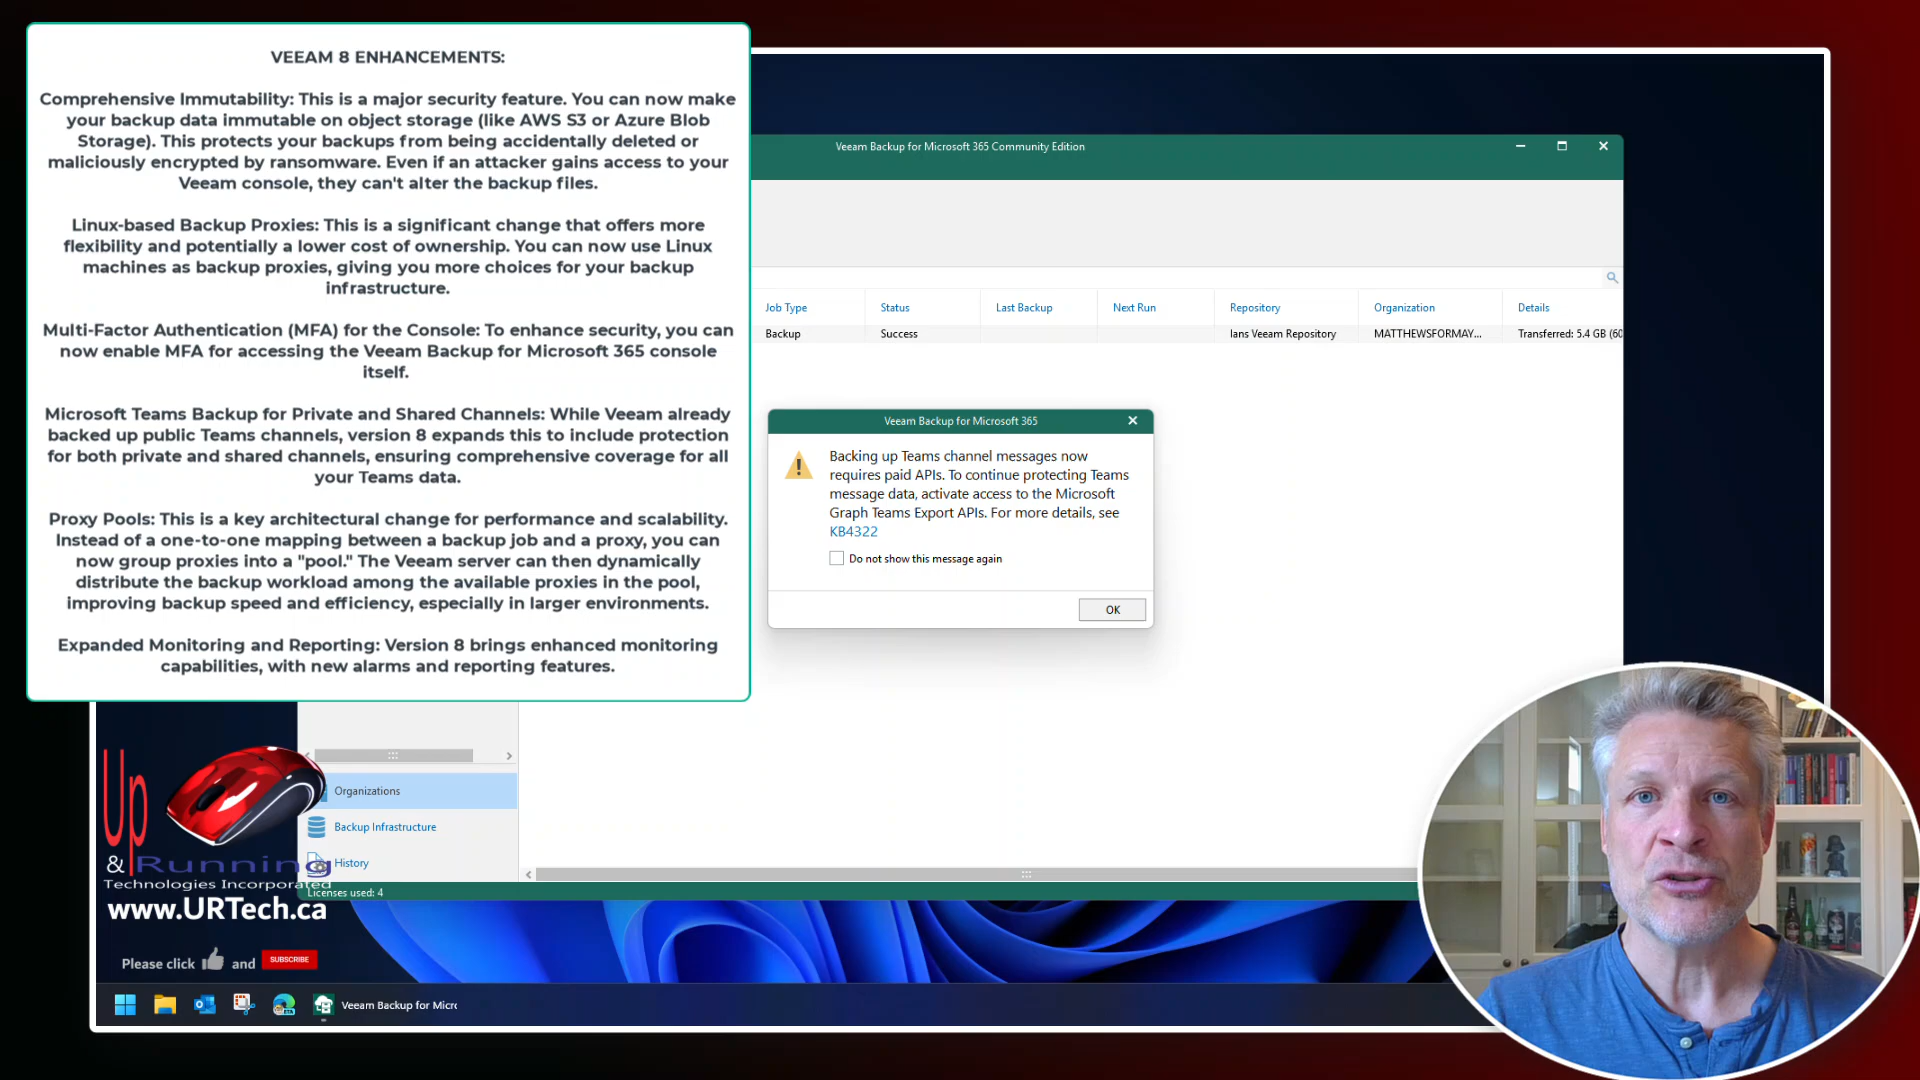 VEEAM 8 ENHANCEMENTS:
Comprehensive Immutability: This is a major security feature. You can now make
your backup data immutable on object storage (like AWS S3 or Azure Blob
Storage). This protects your backups from being accidentally deleted or
maliciously encrypted by ransomware. Even if an attacker gains access to your
Veeam console, they can't alter the backup files.
Linux-based Backup Proxies: This is a significant change that offers more
flexibility and potentially a lower cost of ownership. You can now use Linux
machines as backup proxies, giving you more choices for your backup
infrastructure.
Multi-Factor Authentication (MFA) for the Console: To enhance security, you can
now enable MFA for accessing the Veeam Backup for Microsoft 365 console
itself.
Microsoft Teams Backup for Private and Shared Channels: While Veeam already
backed up public Teams channels, version 8 expands this to include protection
for both private and shared channels, ensuring comprehensive coverage for all
your Teams data.
Proxy Pools: This is a key architectural change for performance and scalability.
Instead of a one-to-one mapping between a backup job and a proxy, you can
now group proxies into a "pool." The Veeam server can then dynamically
distribute the backup workload among the available proxies in the pool,
improving backup speed and efficiency, especially in larger environments.
Expanded Monitoring and Reporting: Version 8 brings enhanced monitoring
capabilities, with new alarms and reporting features.
Veeam Backup for Microsoft 365 Community Edition
Job Type Status Last Backup Next Run Repository Organization Details
Backup Success Ians Veeam Repository MATTHEWSFORMAY... Transferred: 5.4 GB (60
Veeam Backup for Microsoft 365
Backing up Teams channel messages now
requires paid APIs. To continue protecting Teams
message data, activate access to the Microsoft
Graph Teams Export APIs. For more details, see
KB4322
Do not show this message again
OK
Organizations
Backup Infrastructure
History
Licenses used: 4
Up
& Running
Technologies Incorporated
www.URTech.ca
Please click and SUBSCRIBE
Veeam Backup for Micro